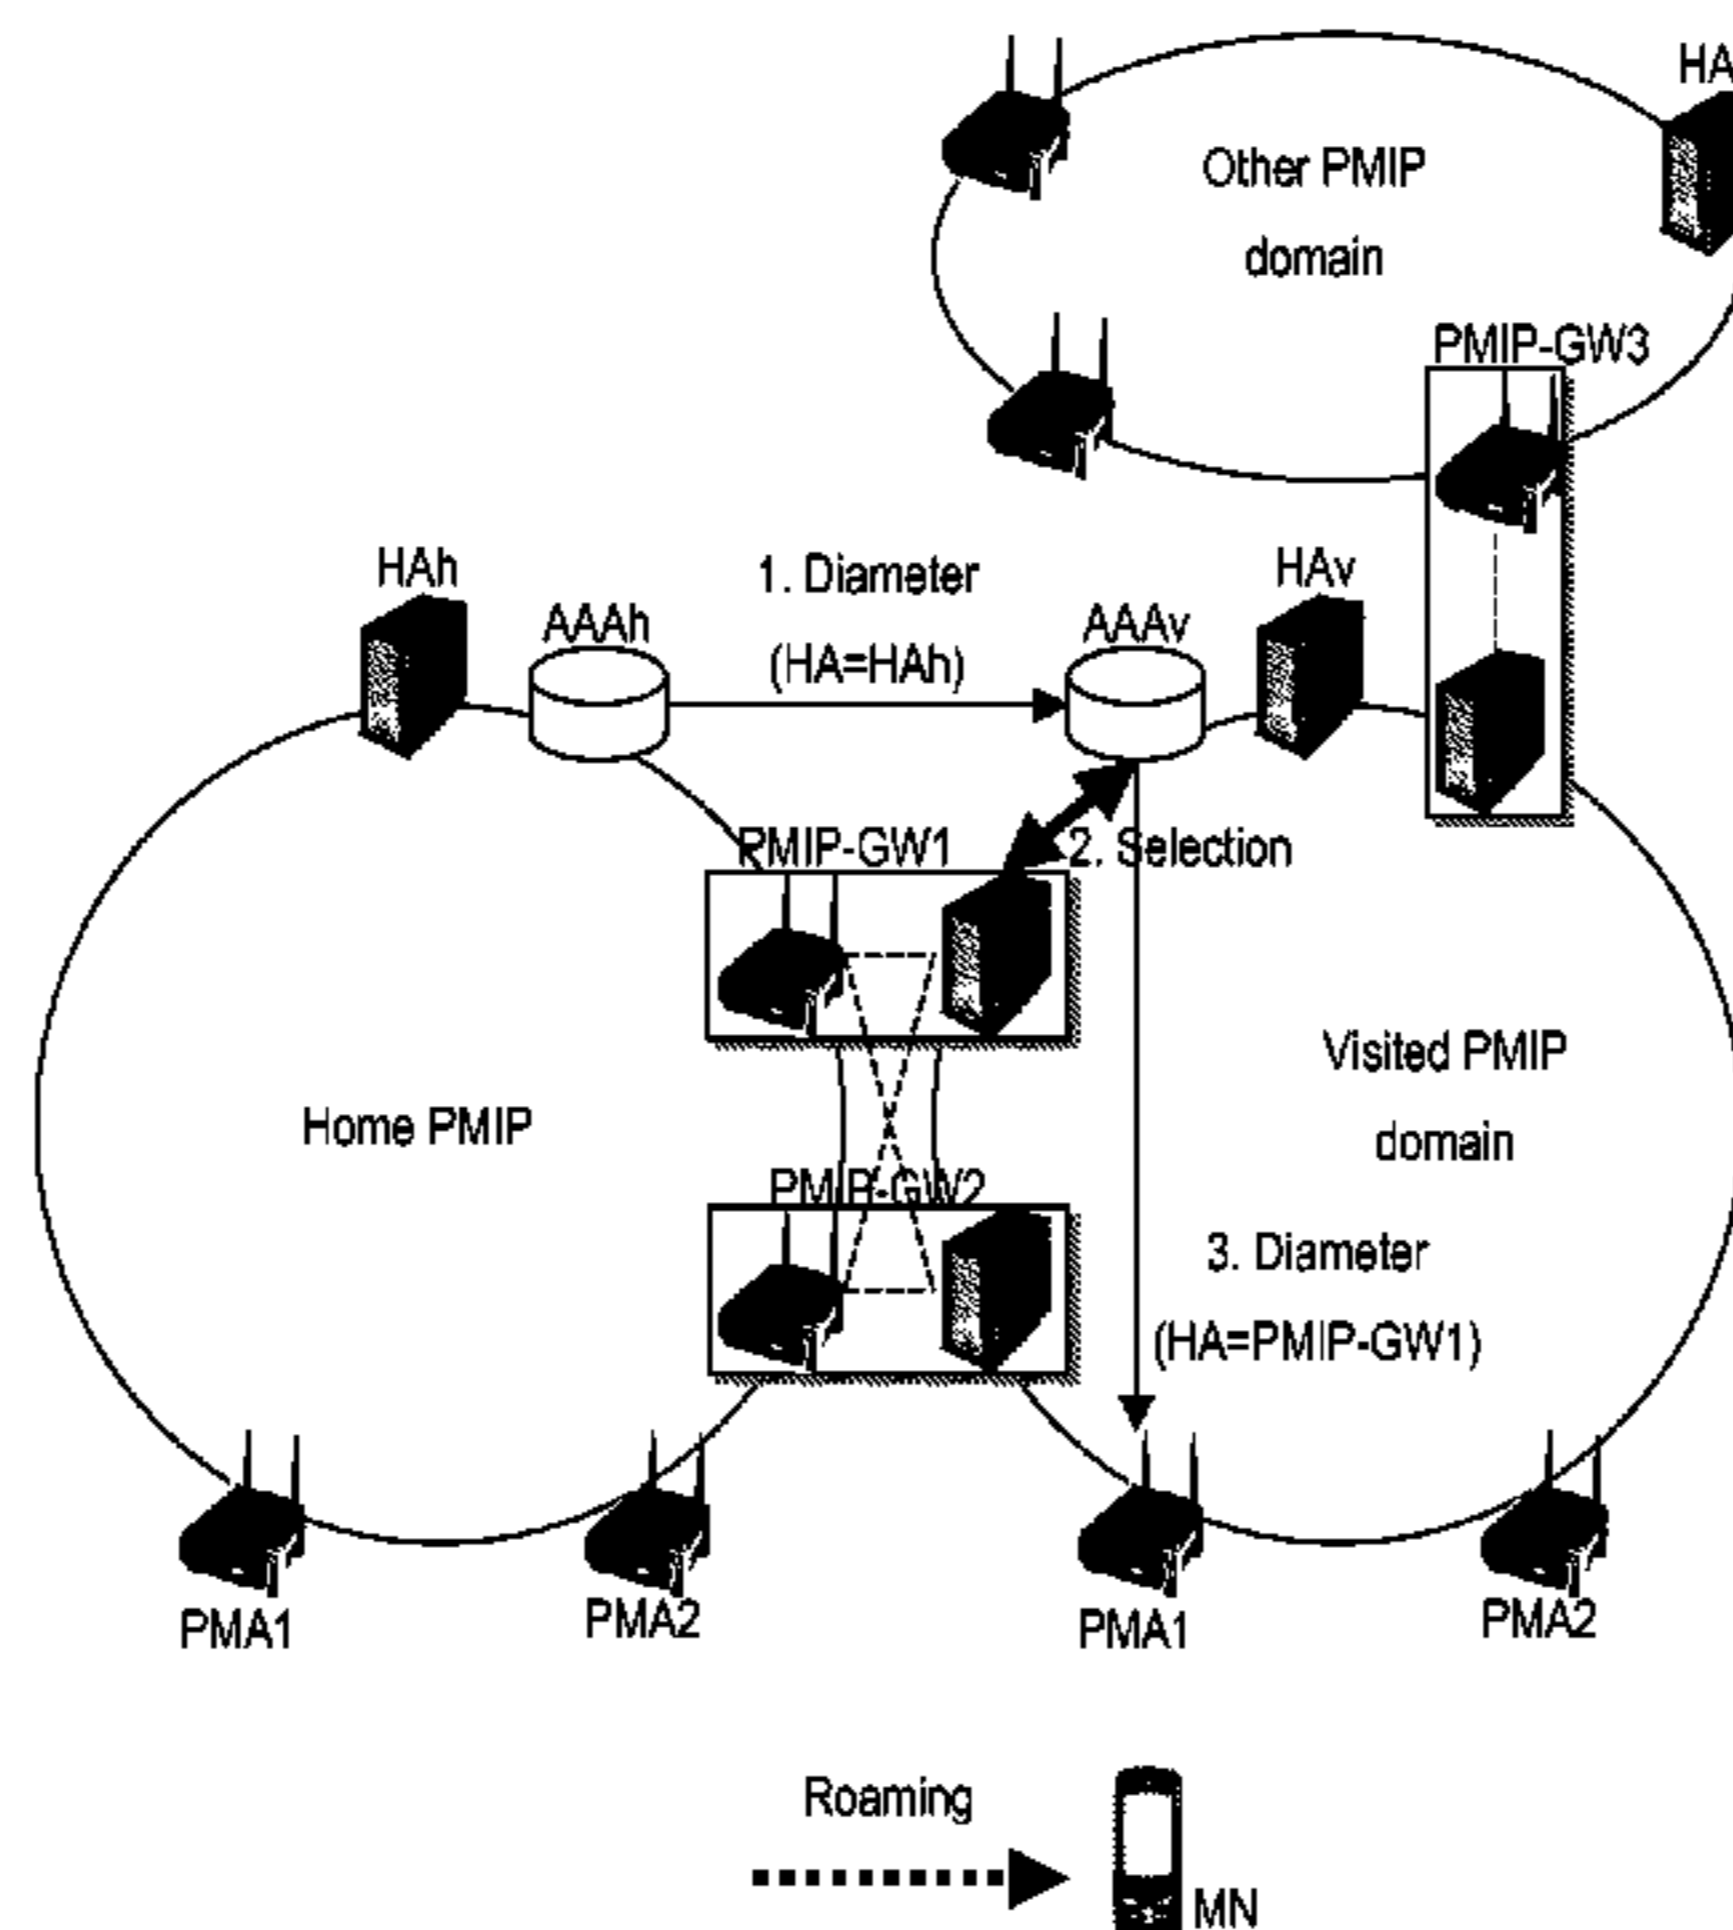 HA
Other PMIP
domain
PMIP-GW3
HAh
AAAh
1. Diameter
(HA=HAh)
AAAv
HAv
PMIP-GW1
2. Selection
Home PMIP
Visited PMIP
domain
PMIP-GW2
3. Diameter
(HA=PMIP-GW1)
PMA1
PMA2
PMA1
PMA2
Roaming
MN